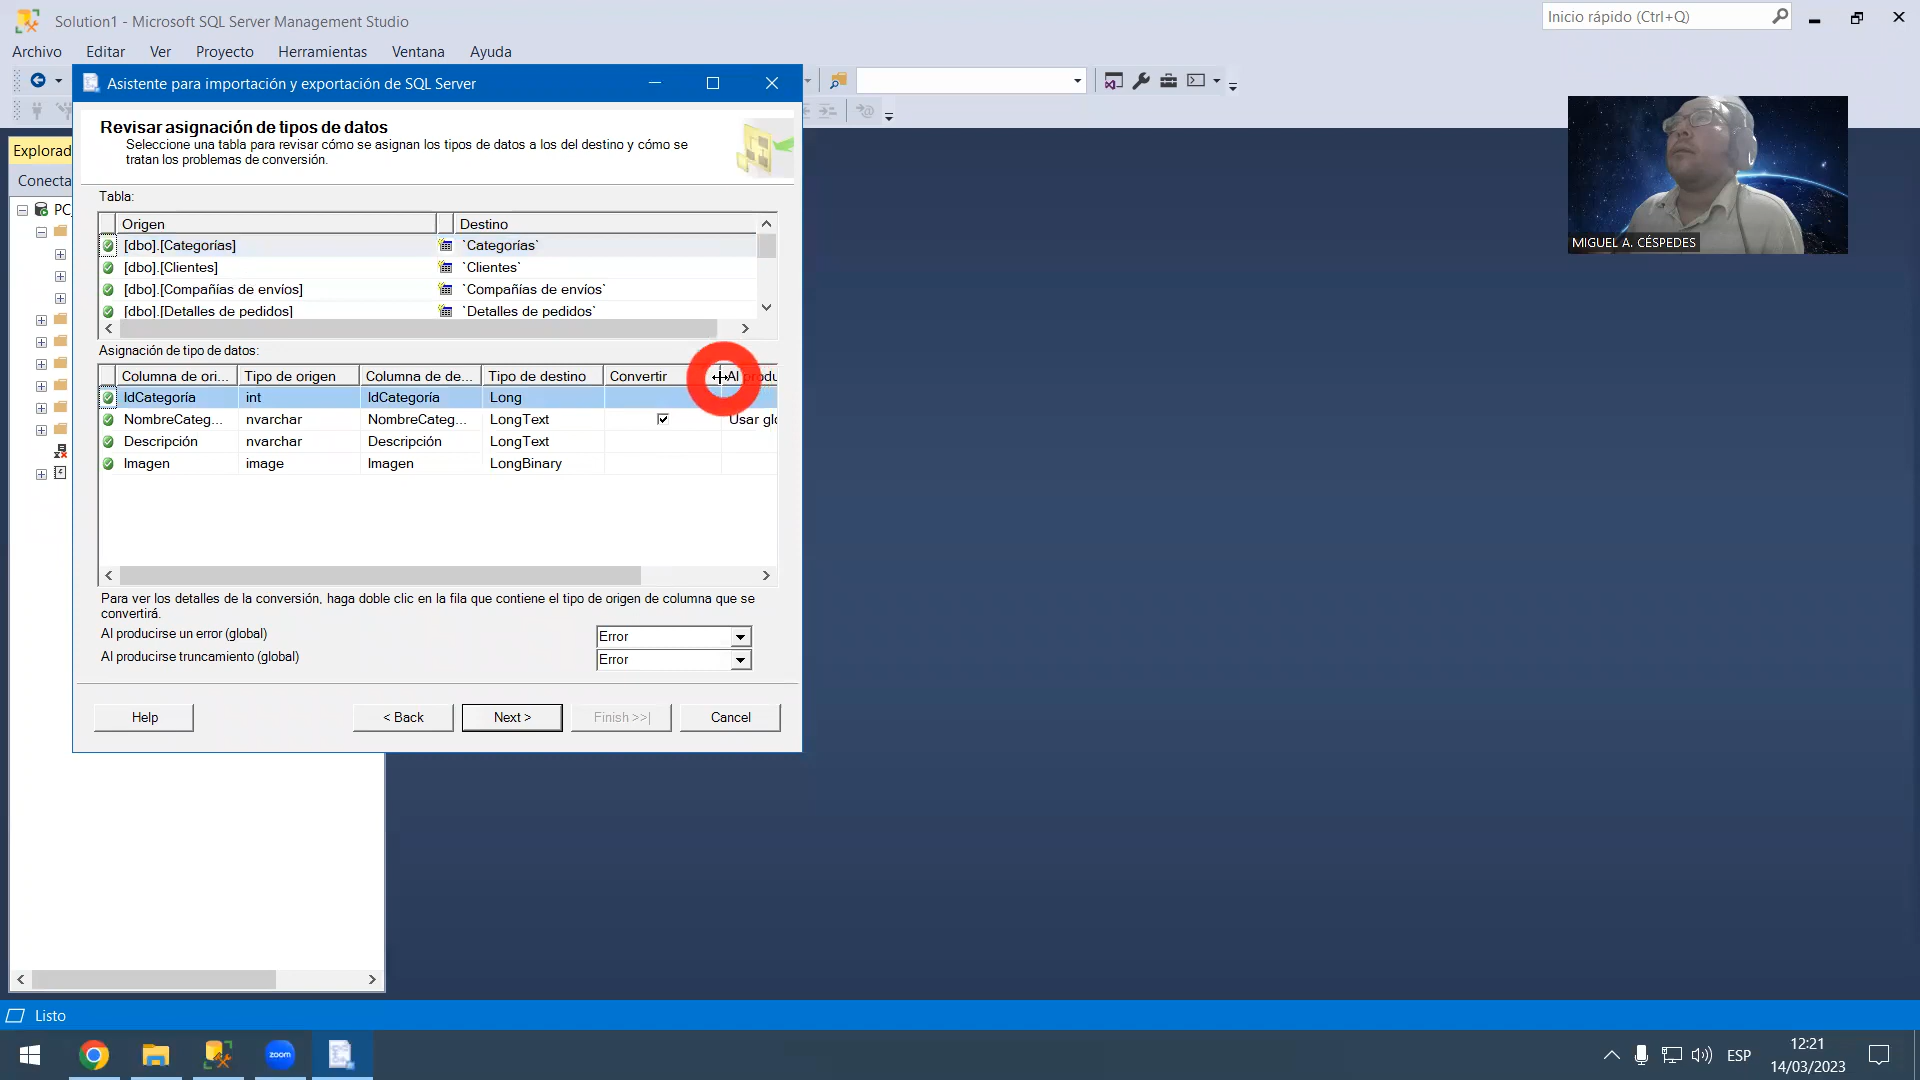 Solution1 - Microsoft SQL Server Management Studio
Inicio rápido (Ctrl+Q)
Archivo Editar Ver Proyecto Herramientas Ventana Ayuda
Asistente para importación y exportación de SQL Server
Revisar asignación de tipos de datos
Seleccione una tabla para revisar cómo se asignan los tipos de datos a los del destino y cómo se
tratan los problemas de conversión.
MIGUEL A. CÉSPEDES
Explorad
Conecta
PC
Tabla:
Origen Destino
[dbo].[Categorías] `Categorías`
[dbo].[Clientes] `Clientes`
[dbo].[Compañías de envíos] `Compañías de envíos`
[dbo].[Detalles de pedidos] `Detalles de pedidos`
Asignación de tipo de datos:
Columna de ori... Tipo de origen Columna de de... Tipo de destino Convertir Al produ
IdCategoría int IdCategoría Long
NombreCateg... nvarchar NombreCateg... LongText Usar glo
Descripción nvarchar Descripción LongText
Imagen image Imagen LongBinary
Para ver los detalles de la conversión, haga doble clic en la fila que contiene el tipo de origen de columna que se
convertirá.
Al producirse un error (global) Error
Al producirse truncamiento (global) Error
Help < Back Next > Finish >>| Cancel
Listo
zoom
ESP
12:21
14/03/2023